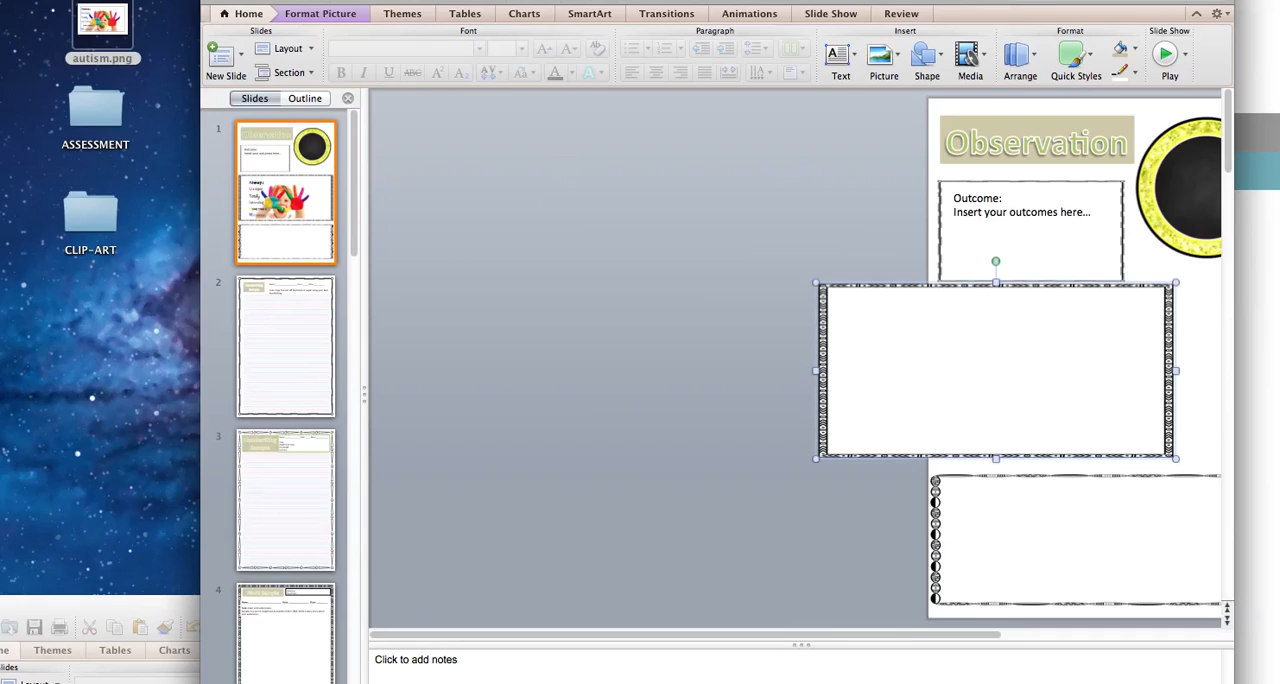 Home
Format Picture
Themes
Tables
Charts
SmartArt
Transitions
Animations
Slide Show
Review
Slides
Font
Paragraph
Insert
Format
Slide Show
New Slide
Layout
Section
Text
Picture
Shape
Media
Arrange
Quick Styles
Play
autism.png
ASSESSMENT
CLIP-ART
Slides
Outline
1
2
3
4
Observation
Outcome:
Insert your outcomes here...
Click to add notes
Themes
Tables
Charts